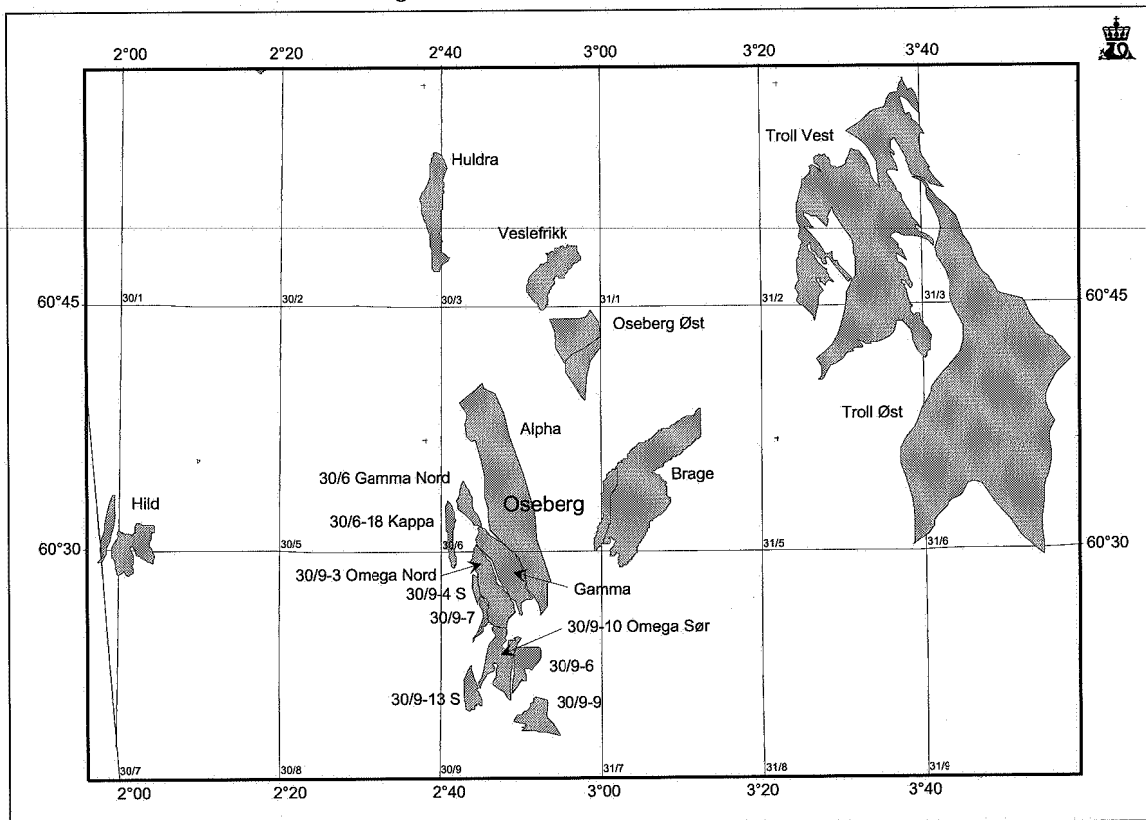 2°00 2°20 2°40 3°00 3°20 3°40
Troll Vest
Huldra
Veslefrikk
60°45 30/1 30/2 30/3 31/1 31/2 31/3 60°45
Oseberg Øst
Troll Øst
Alpha
30/6 Gamma Nord
Brage
Hild
Oseberg
30/6-18 Kappa
60°30 30/5 30/6 31/5 31/6 60°30
30/9-3 Omega Nord
Gamma
30/9-4 S
30/9-7
30/9-10 Omega Sør
30/9-6
30/9-13 S
30/9-9
30/7 30/8 30/9 31/7 31/8 31/9
2°00 2°20 2°40 3°00 3°20 3°40